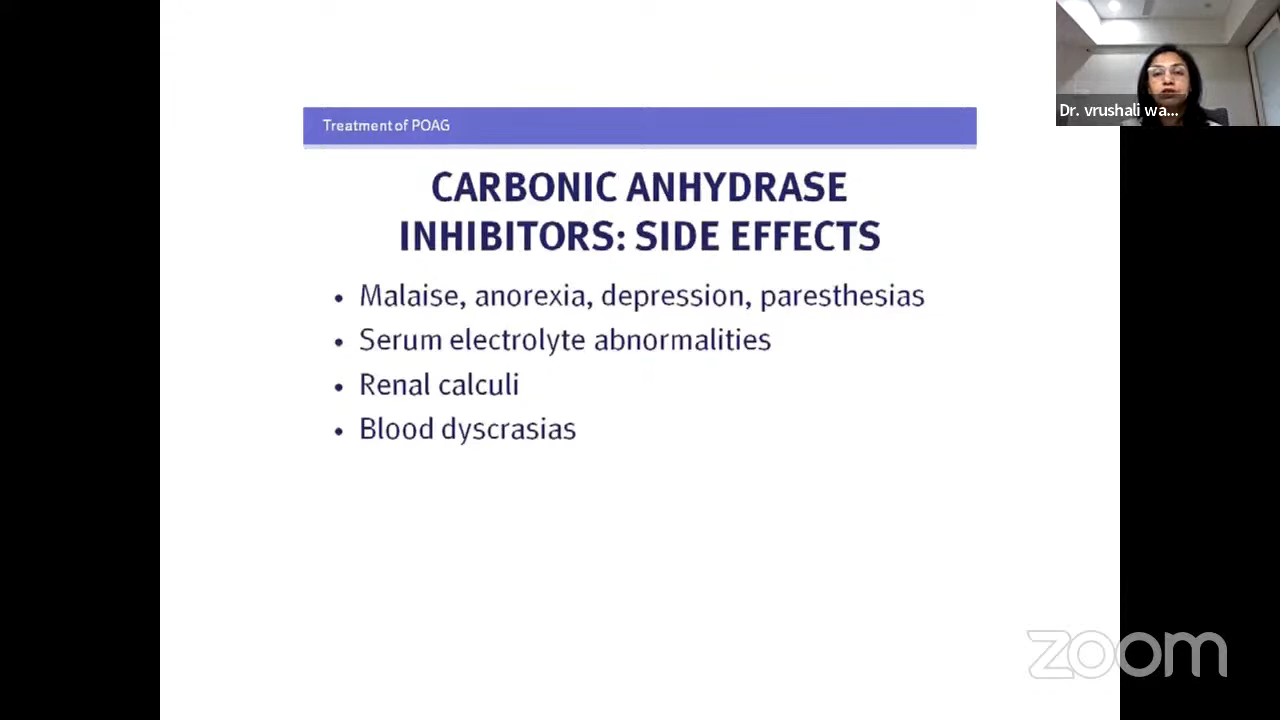 Dr. vrushali wa...
Treatment of POAG
CARBONIC ANHYDRASE
INHIBITORS: SIDE EFFECTS
• Malaise, anorexia, depression, paresthesias
• Serum electrolyte abnormalities
• Renal calculi
• Blood dyscrasias
zoom